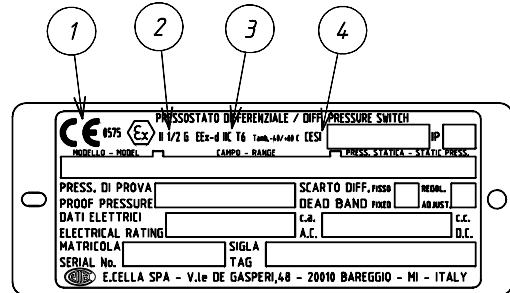 1 2 3 4
PRESSOSTATO DIFFERENZIALE / DIFF. PRESSURE SWITCH
CE 0575 Ex II 1/2 G EEx-d IIC T6 Tamb.-40/+80 C CESI IP
MODELLO - MODEL CAMPO - RANGE PRESS. STATICA - STATIC PRESS.
PRESS. DI PROVA SCARTO DIFF. FISSO REGOL.
PROOF PRESSURE DEAD BAND FIXED ADJUST.
DATI ELETTRICI c.a. c.c.
ELECTRICAL RATING A.C. D.C.
MATRICOLA SIGLA
SERIAL No. TAG
E.CELLA SPA - V.le DE GASPERI,48 - 20010 BAREGGIO - MI - ITALY